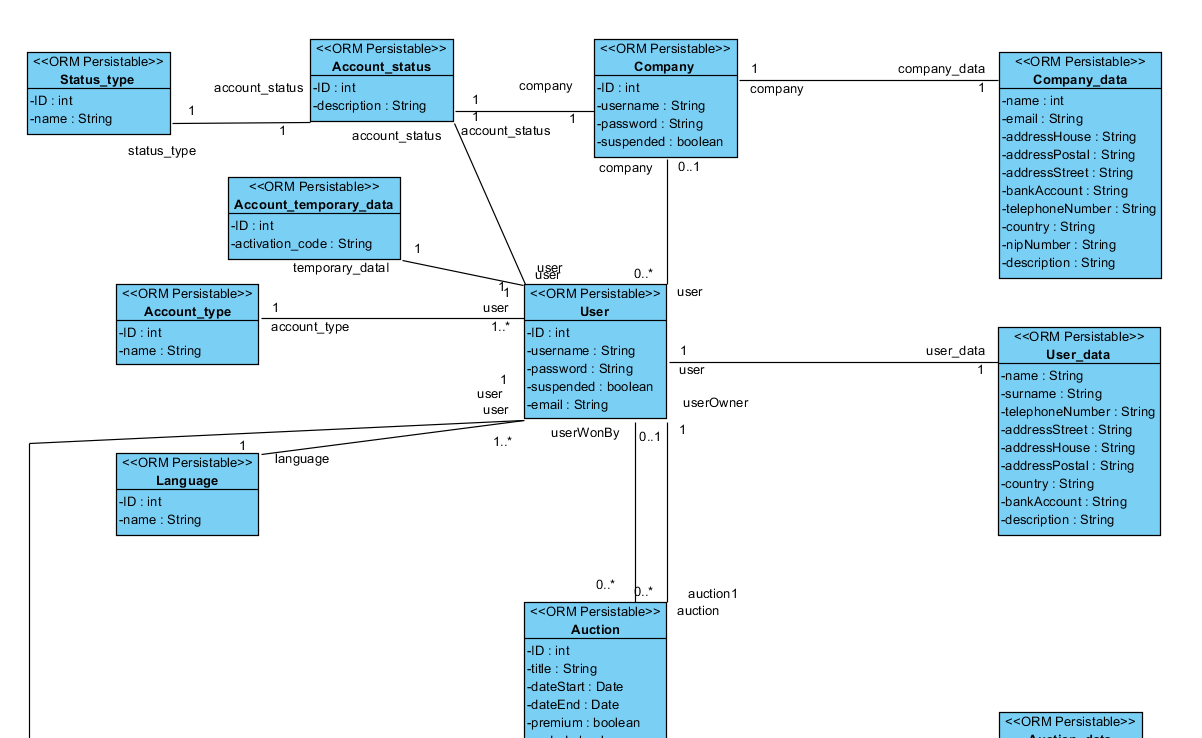 <<ORM Persistable>>
Status_type
-ID : int
-name : String
account_status
1
1
status_type
<<ORM Persistable>>
Account_status
-ID : int
-description : String
account_status
company
1
1
1
account_status
<<ORM Persistable>>
Company
-ID : int
-username : String
-password : String
-suspended : boolean
1
company
company_data
1
<<ORM Persistable>>
Company_data
-name : int
-email : String
-addressHouse : String
-addressPostal : String
-addressStreet : String
-bankAccount : String
-telephoneNumber : String
-country : String
-nipNumber : String
-description : String
company
0..1
<<ORM Persistable>>
Account_temporary_data
-ID : int
-activation_code : String
1
temporary_datal
user
user
1
1
0..*
user
<<ORM Persistable>>
Account_type
-ID : int
-name : String
1
account_type
user
1..*
<<ORM Persistable>>
User
-ID : int
-username : String
-password : String
-suspended : boolean
-email : String
1
user
user_data
1
<<ORM Persistable>>
User_data
-name : String
-surname : String
-telephoneNumber : String
-addressStreet : String
-addressHouse : String
-addressPostal : String
-country : String
-bankAccount : String
-description : String
1
user
user
1..*
userOwner
userWonBy
0..1
1
1
language
<<ORM Persistable>>
Language
-ID : int
-name : String
0..*
0..*
auction1
auction
<<ORM Persistable>>
Auction
-ID : int
-title : String
-dateStart : Date
-dateEnd : Date
-premium : boolean
<<ORM Persistable>>